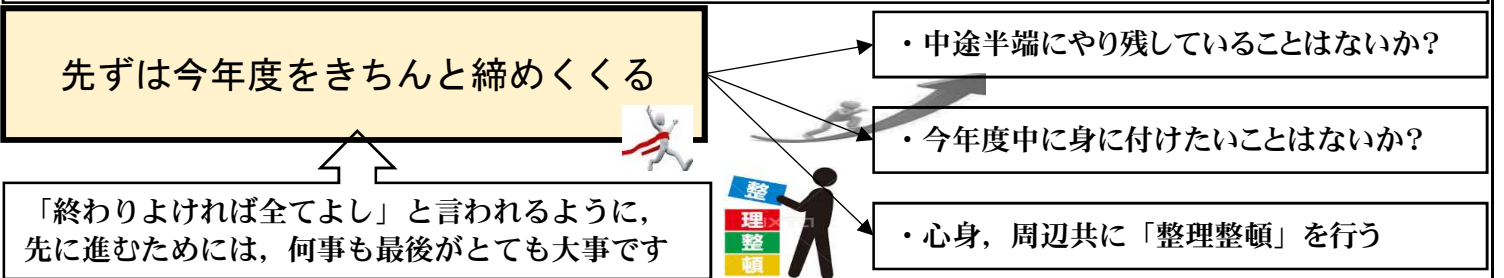 先ずは今年度をきちんと締めくくる
・中途半端にやり残していることはないか？
・今年度中に身に付けたいことはないか？
「終わりよければ全てよし」と言われるように，
先に進むためには，何事も最後がとても大事です
整
理
整
頓
・心身，周辺共に「整理整頓」を行う